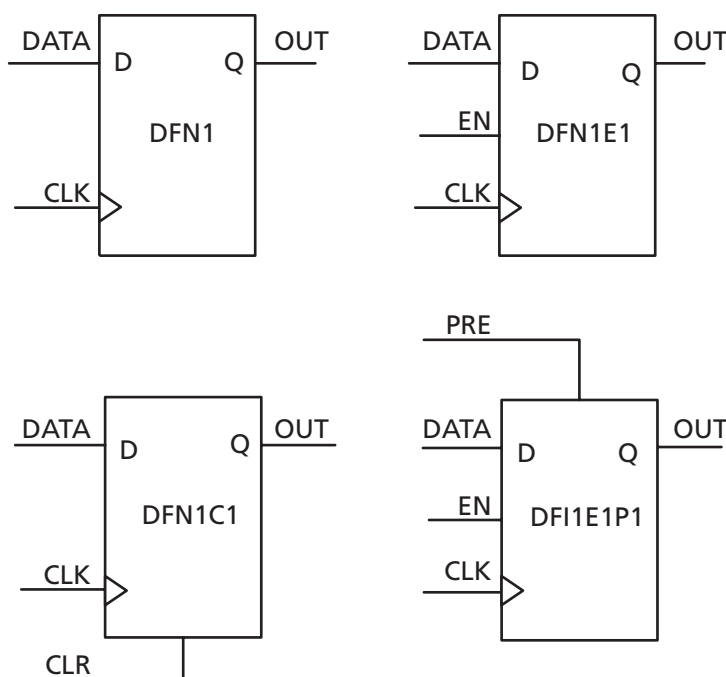 DATA
D
Q
OUT
DFN1
CLK
DATA
D
Q
OUT
EN
DFN1E1
CLK
DATA
D
Q
OUT
DFN1C1
CLK
CLR
PRE
DATA
D
Q
OUT
EN
DFI1E1P1
CLK